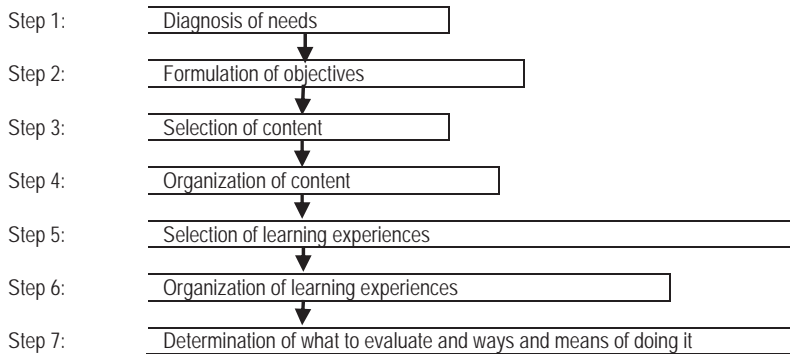 Step 1: Diagnosis of needs
Step 2: Formulation of objectives
Step 3: Selection of content
Step 4: Organization of content
Step 5: Selection of learning experiences
Step 6: Organization of learning experiences
Step 7: Determination of what to evaluate and ways and means of doing it